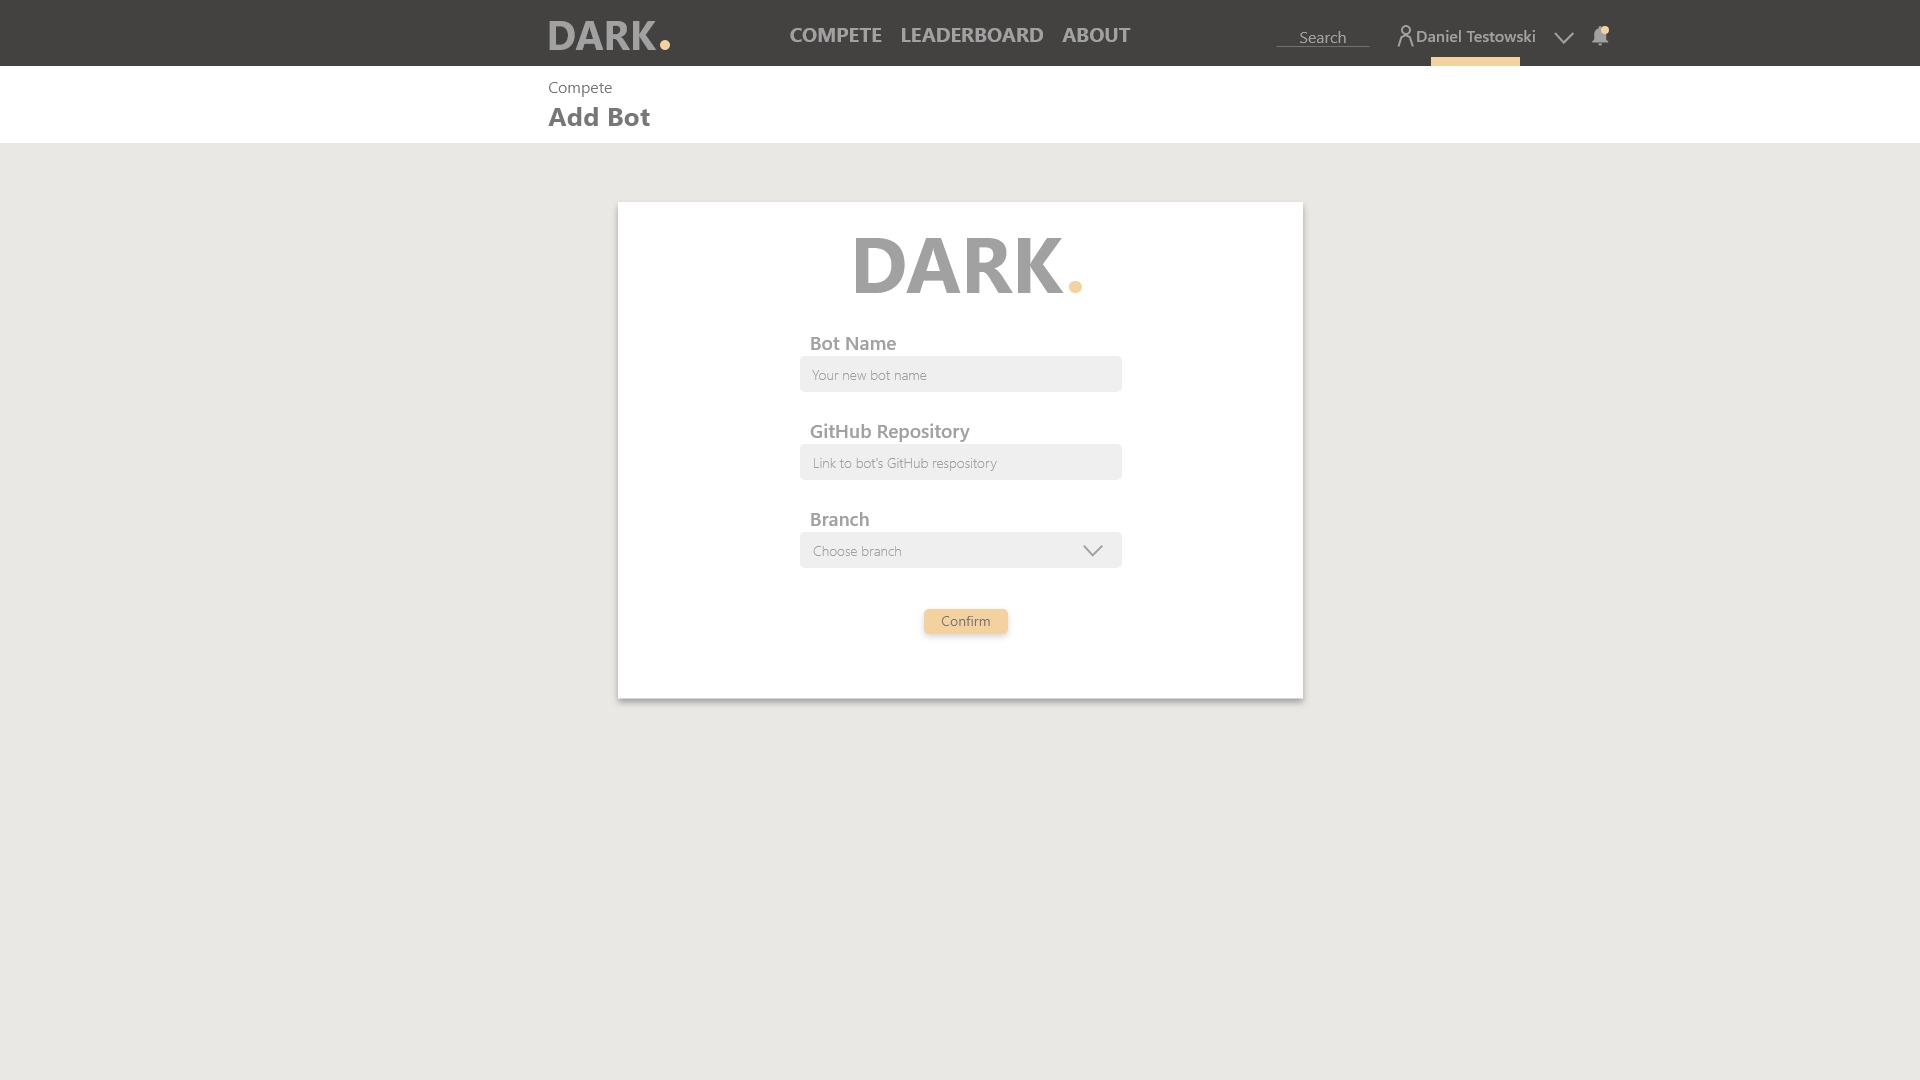 DARK.
COMPETE LEADERBOARD ABOUT
Search
Daniel Testowski
Compete
Add Bot
DARK.
Bot Name
Your new bot name
GitHub Repository
Link to bot's GitHub respository
Branch
Choose branch
Confirm